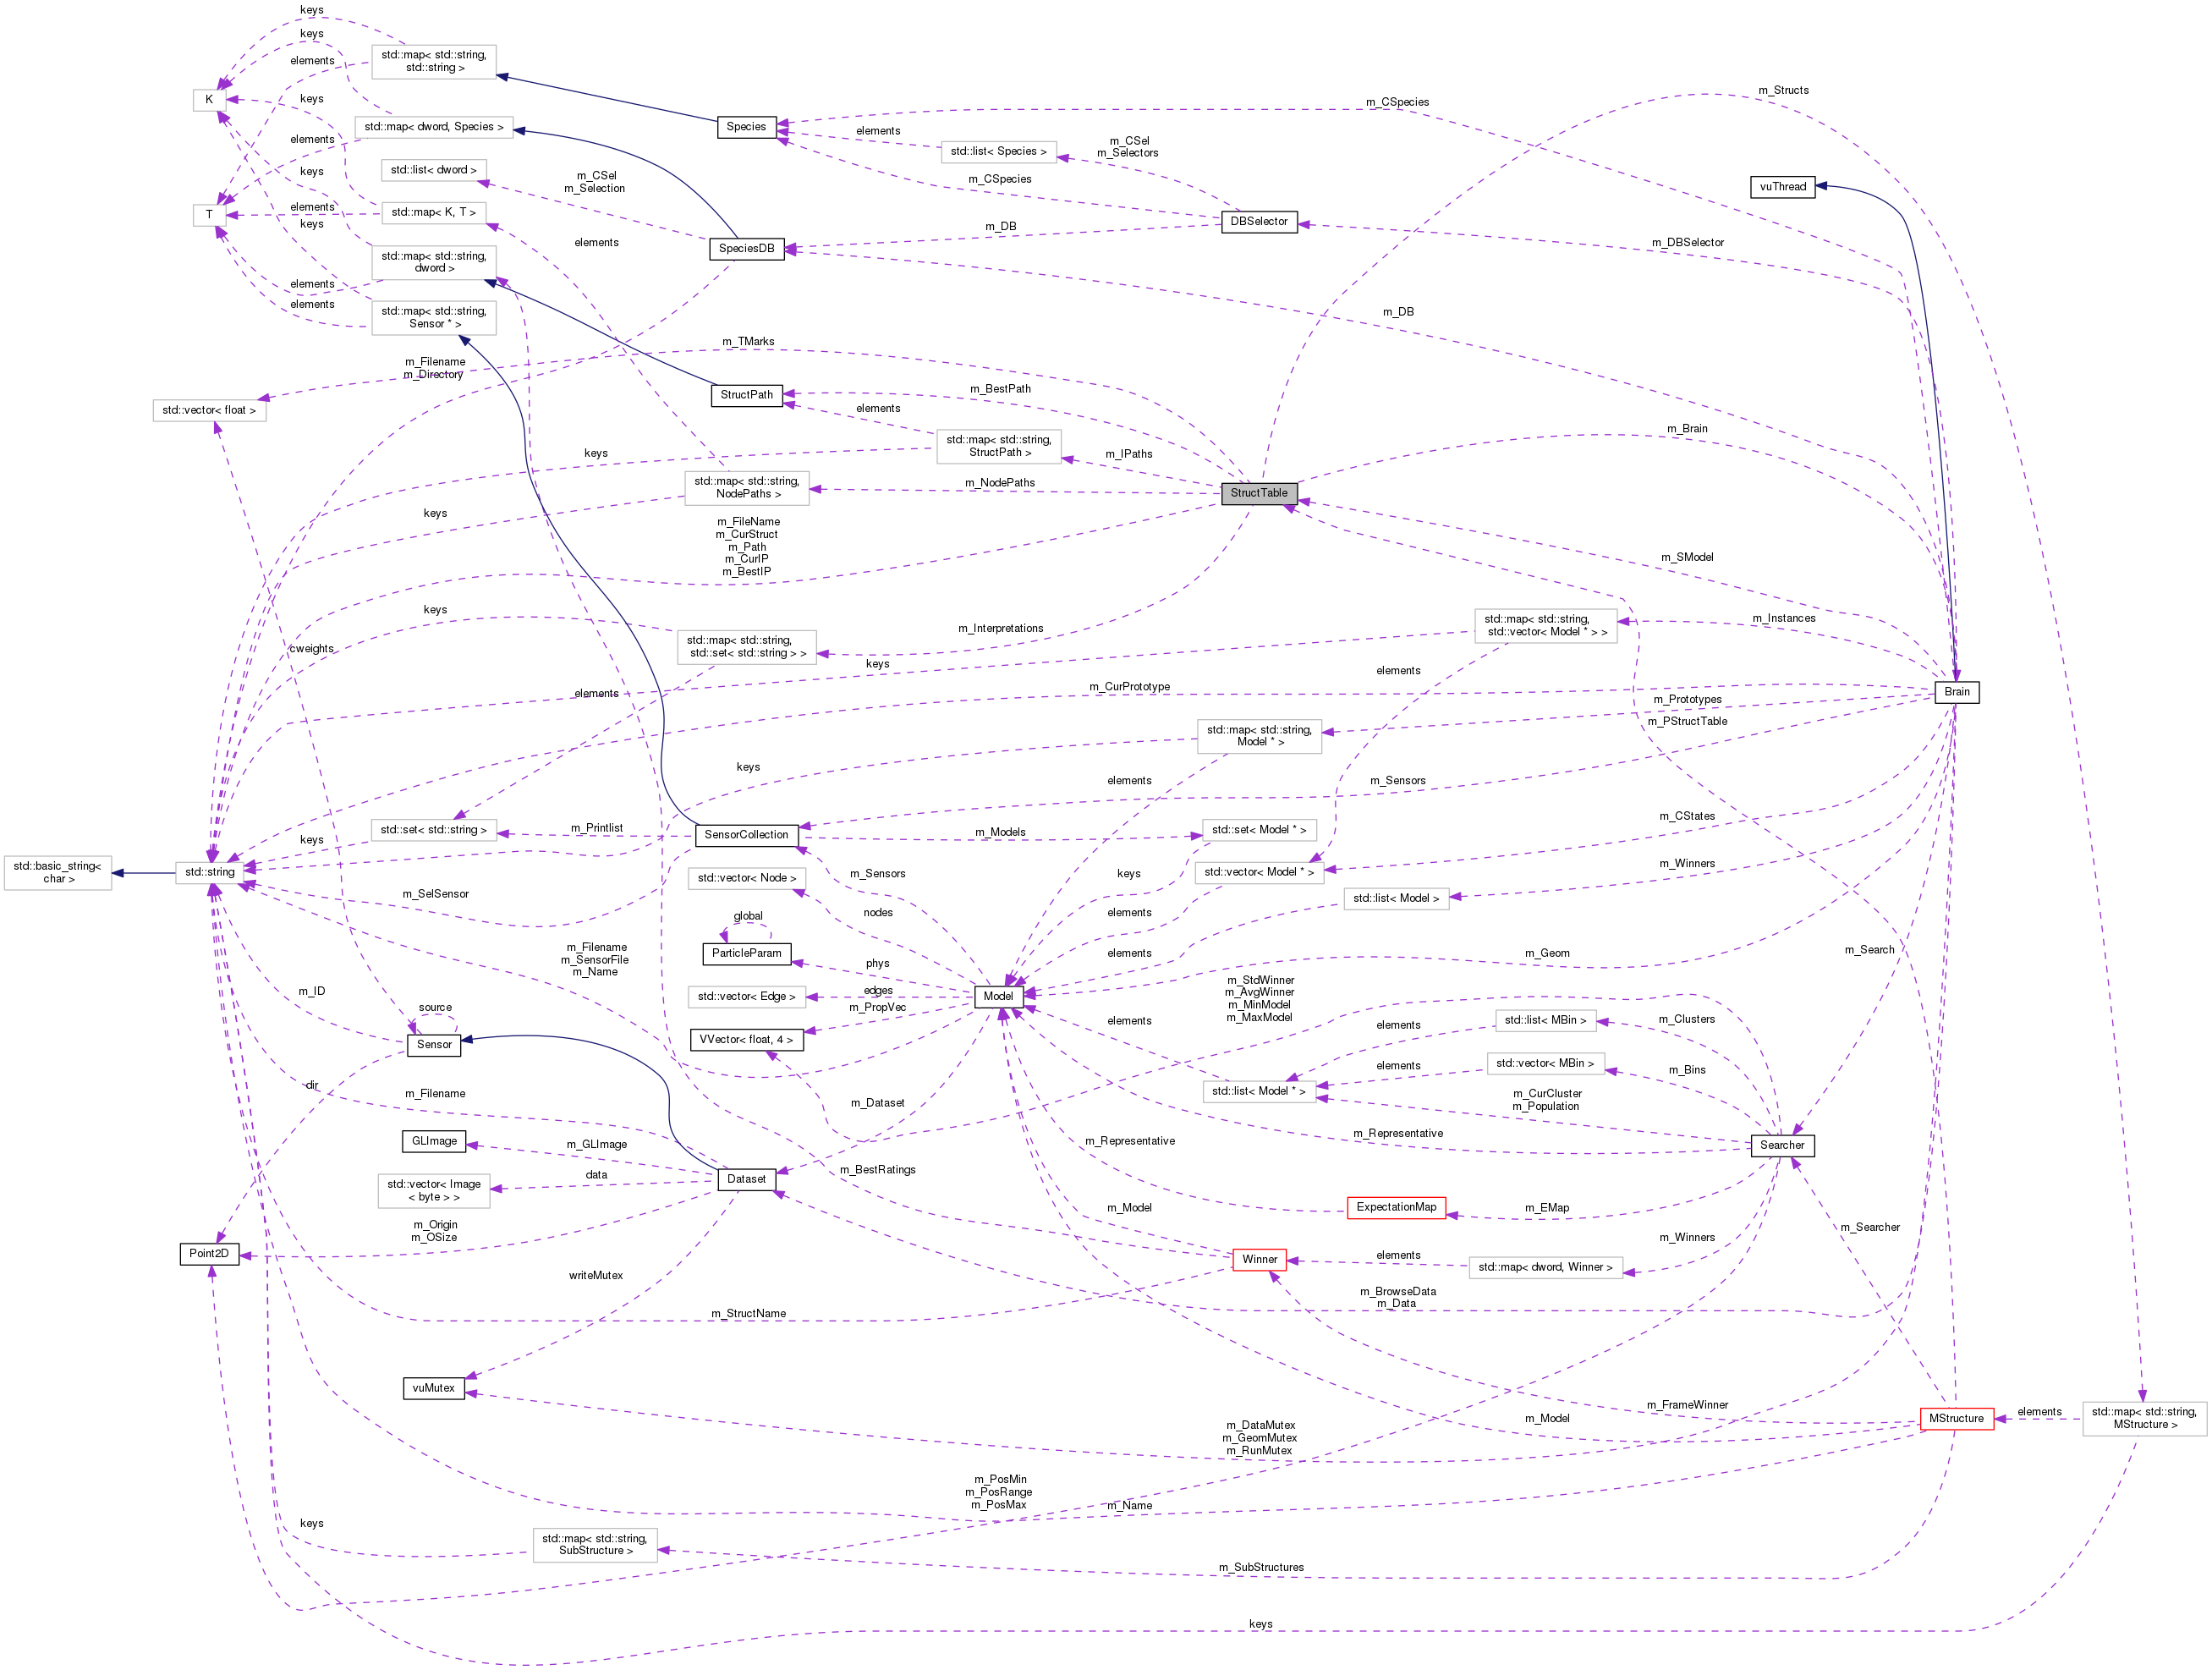 keys
keys
std::map< std::string,
std::string >
elements
K
keys
m_Structs
m_CSpecies
std::map< dword, Species >
Species
elements
m_CSel
m_Selectors
elements
std::list< Species >
std::list< dword >
keys
m_CSel
m_Selection
m_CSpecies
vuThread
T
elements
std::map< K, T >
keys
DBSelector
m_DB
elements
SpeciesDB
m_DBSelector
std::map< std::string,
dword >
elements
elements
std::map< std::string,
Sensor * >
m_DB
m_TMarks
m_Filename
m_Directory
StructPath
m_BestPath
std::vector< float >
elements
m_Brain
std::map< std::string,
StructPath >
keys
m_IPaths
std::map< std::string,
NodePaths >
m_NodePaths
StructTable
keys
m_FileName
m_CurStruct
m_Path
m_CurIP
m_BestIP
m_SModel
keys
m_Interpretations
std::map< std::string,
std::vector< Model * > >
m_Instances
std::map< std::string,
std::set< std::string > >
cweights
keys
elements
elements
m_CurPrototype
Brain
m_Prototypes
m_PStructTable
std::map< std::string,
Model * >
keys
elements
m_Sensors
m_CStates
std::set< std::string >
m_Printlist
SensorCollection
m_Models
std::set< Model * >
keys
std::basic_string<
char >
std::string
m_SelSensor
std::vector< Node >
m_Sensors
keys
std::vector< Model * >
m_Winners
std::list< Model >
nodes
global
elements
ParticleParam
m_Filename
m_SensorFile
m_Name
phys
elements
m_Geom
m_Search
m_ID
std::vector< Edge >
edges
Model
m_StdWinner
m_AvgWinner
m_MinModel
m_MaxModel
m_PropVec
source
Sensor
VVector< float, 4 >
elements
elements
std::list< MBin >
m_Clusters
dir
elements
std::vector< MBin >
m_Bins
m_Filename
m_Dataset
std::list< Model * >
m_CurCluster
m_Population
GLImage
m_GLImage
m_Representative
m_Representative
Searcher
std::vector< Image
< byte > >
data
Dataset
m_BestRatings
m_Origin
m_OSize
m_Model
ExpectationMap
m_EMap
m_Searcher
Point2D
Winner
elements
std::map< dword, Winner >
m_Winners
writeMutex
m_StructName
m_BrowseData
m_Data
vuMutex
m_FrameWinner
m_Model
MStructure
elements
std::map< std::string,
MStructure >
m_DataMutex
m_GeomMutex
m_RunMutex
m_PosMin
m_PosRange
m_PosMax
m_Name
keys
std::map< std::string,
SubStructure >
m_SubStructures
keys